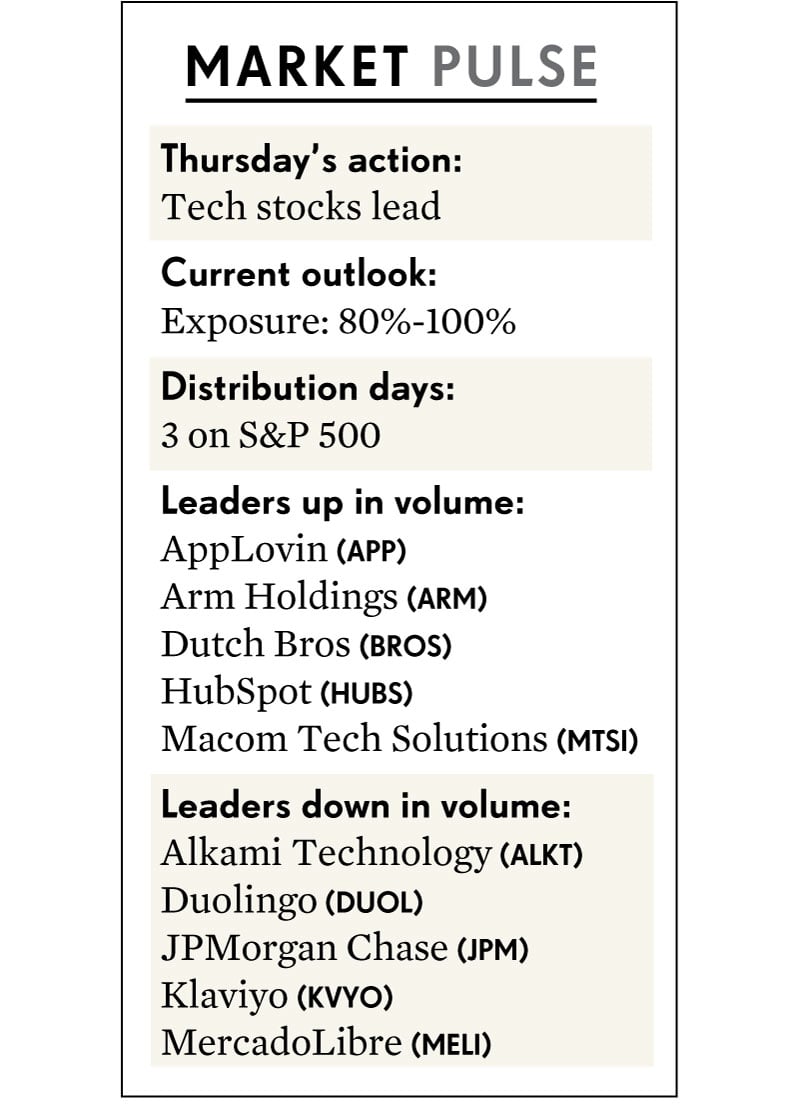 MARKET PULSE
Thursday's action:
Tech stocks lead
Current outlook:
Exposure: 80%-100%
Distribution days:
3 on S&P 500
Leaders up in volume:
AppLovin (APP)
Arm Holdings (ARM)
Dutch Bros (BROS)
HubSpot (HUBS)
Macom Tech Solutions (MTSI)
Leaders down in volume:
Alkami Technology (ALKT)
Duolingo (DUOL)
JPMorgan Chase (JPM)
Klaviyo (KVYO)
MercadoLibre (MELI)